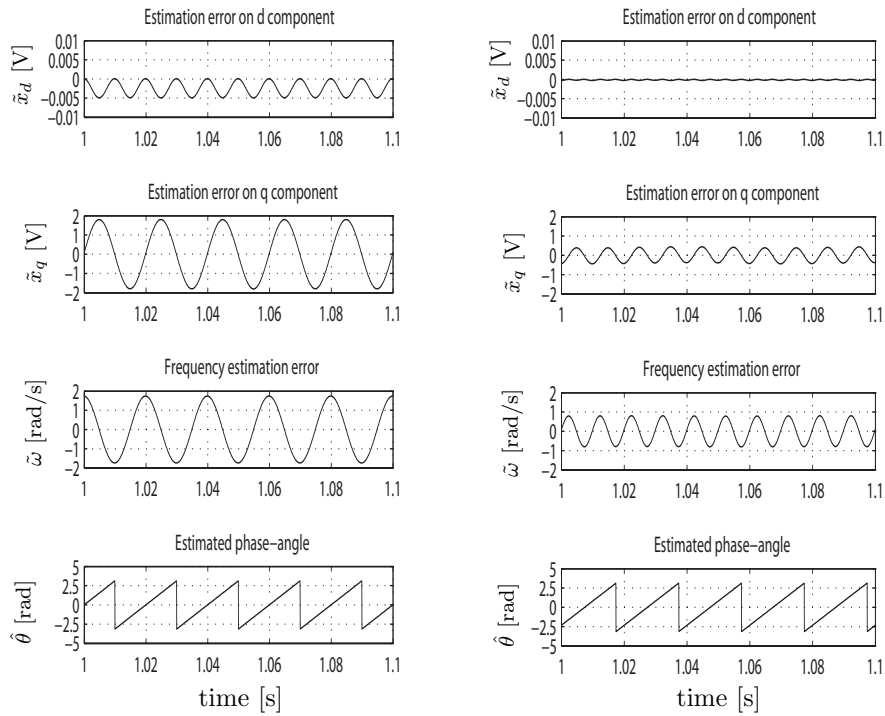 Estimation error on d component
x̃_d [V]
0.01
0.005
0
−0.005
−0.01
1 1.02 1.04 1.06 1.08 1.1
Estimation error on q component
x̃_q [V]
2
1
0
−1
−2
1 1.02 1.04 1.06 1.08 1.1
Frequency estimation error
ω̃ [rad/s]
2
1
0
−1
−2
1 1.02 1.04 1.06 1.08 1.1
Estimated phase−angle
θ̂ [rad]
5
2.5
0
−2.5
−5
1 1.02 1.04 1.06 1.08 1.1
time [s]
Estimation error on d component
x̃_d [V]
0.01
0.005
0
−0.005
−0.01
1 1.02 1.04 1.06 1.08 1.1
Estimation error on q component
x̃_q [V]
2
1
0
−1
−2
1 1.02 1.04 1.06 1.08 1.1
Frequency estimation error
ω̃ [rad/s]
2
1
0
−1
−2
1 1.02 1.04 1.06 1.08 1.1
Estimated phase−angle
θ̂ [rad]
5
2.5
0
−2.5
−5
1 1.02 1.04 1.06 1.08 1.1
time [s]